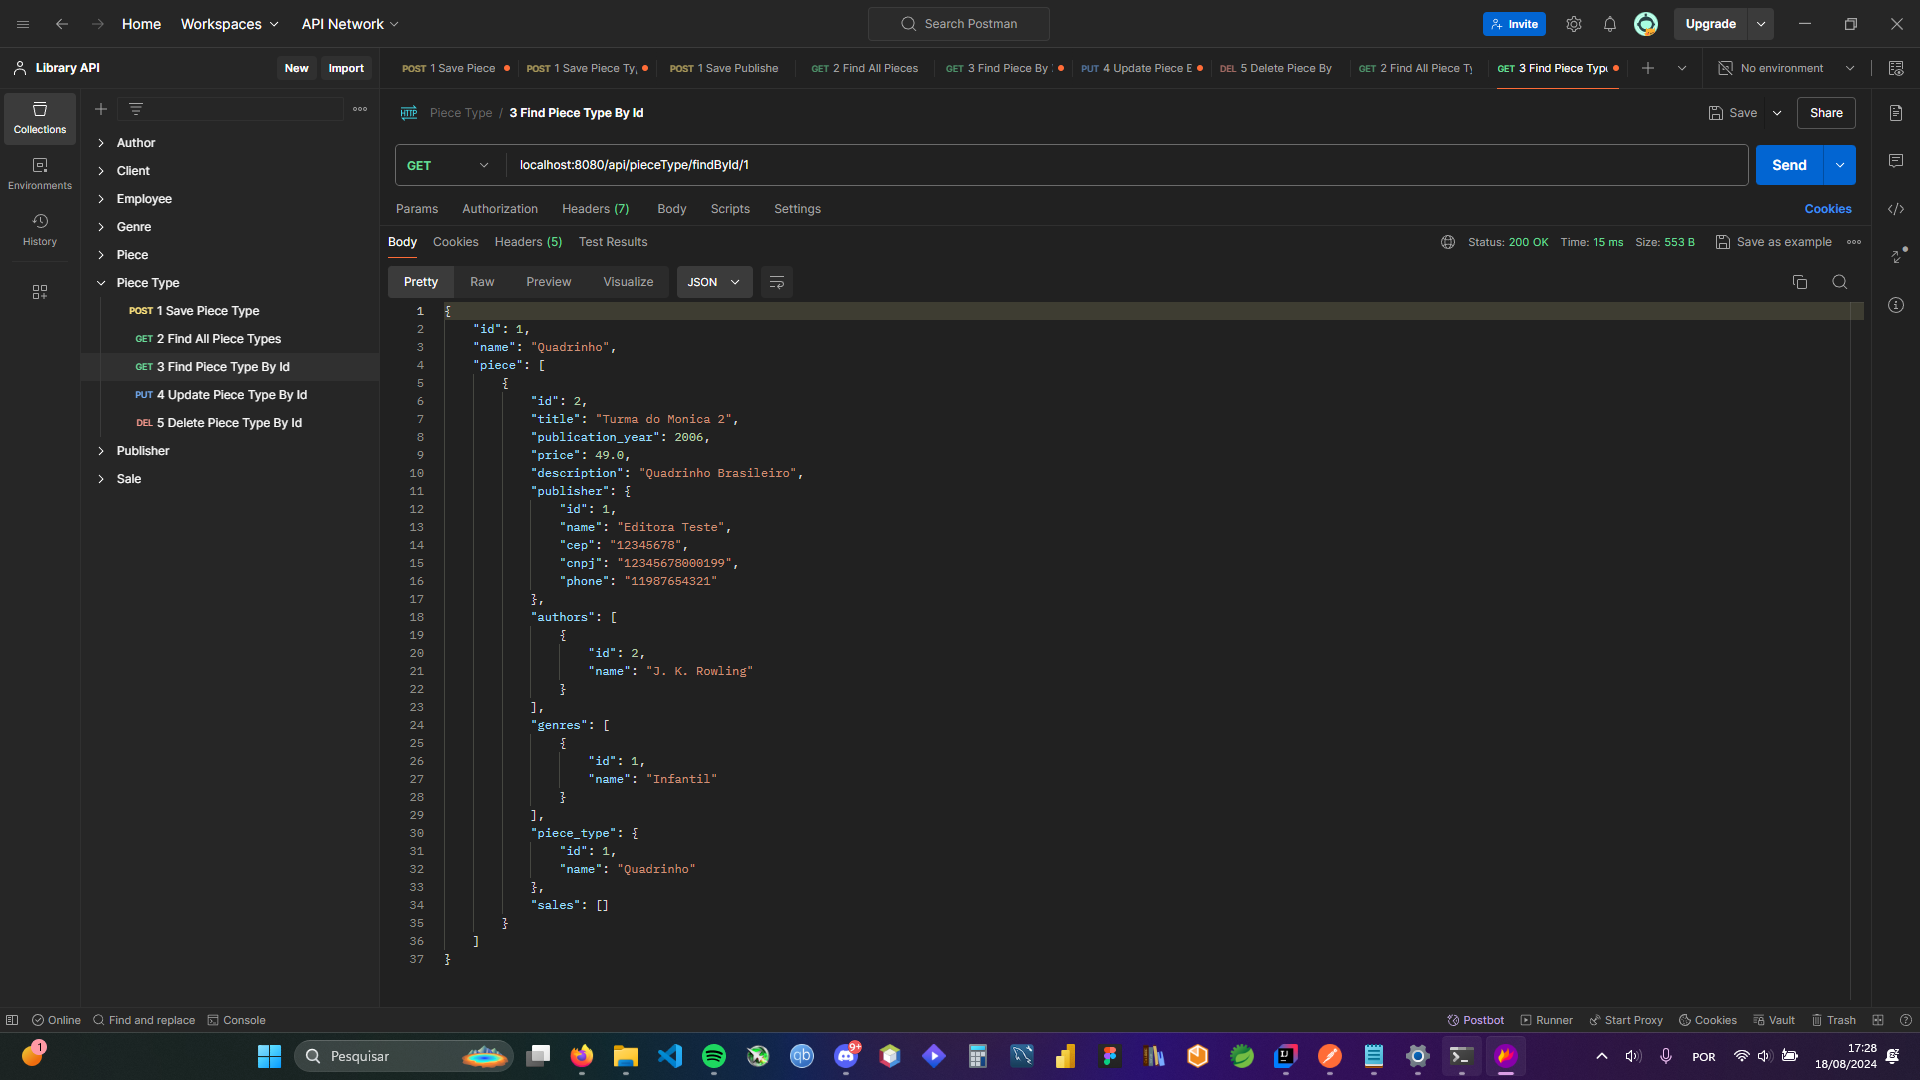 Home Workspaces API Network Search Postman Invite Upgrade
Library API New Import
POST 1 Save Piece POST 1 Save Piece Ty, POST 1 Save Publishe GET 2 Find All Pieces GET 3 Find Piece By PUT 4 Update Piece E DEL 5 Delete Piece By GET 2 Find All Piece Ty GET 3 Find Piece Type No environment
Collections
Environments
History
Author
Client
Employee
Genre
Piece
Piece Type
POST 1 Save Piece Type
GET 2 Find All Piece Types
GET 3 Find Piece Type By Id
PUT 4 Update Piece Type By Id
DEL 5 Delete Piece Type By Id
Publisher
Sale
HTTP Piece Type / 3 Find Piece Type By Id Save Share
GET localhost:8080/api/pieceType/findById/1 Send
Params Authorization Headers (7) Body Scripts Settings Cookies
Body Cookies Headers (5) Test Results Status: 200 OK Time: 15 ms Size: 553 B Save as example
Pretty Raw Preview Visualize JSON
1 {
2 "id": 1,
3 "name": "Quadrinho",
4 "piece": [
5 {
6 "id": 2,
7 "title": "Turma do Monica 2",
8 "publication_year": 2006,
9 "price": 49.0,
10 "description": "Quadrinho Brasileiro",
11 "publisher": {
12 "id": 1,
13 "name": "Editora Teste",
14 "cep": "12345678",
15 "cnpj": "12345678000199",
16 "phone": "11987654321"
17 },
18 "authors": [
19 {
20 "id": 2,
21 "name": "J. K. Rowling"
22 }
23 ],
24 "genres": [
25 {
26 "id": 1,
27 "name": "Infantil"
28 }
29 ],
30 "piece_type": {
31 "id": 1,
32 "name": "Quadrinho"
33 },
34 "sales": []
35 }
36 ]
37 }
Online Find and replace Console Postbot Runner Start Proxy Cookies Vault Trash
1 Pesquisar qb 9+ IJ POR 17:28
18/08/2024